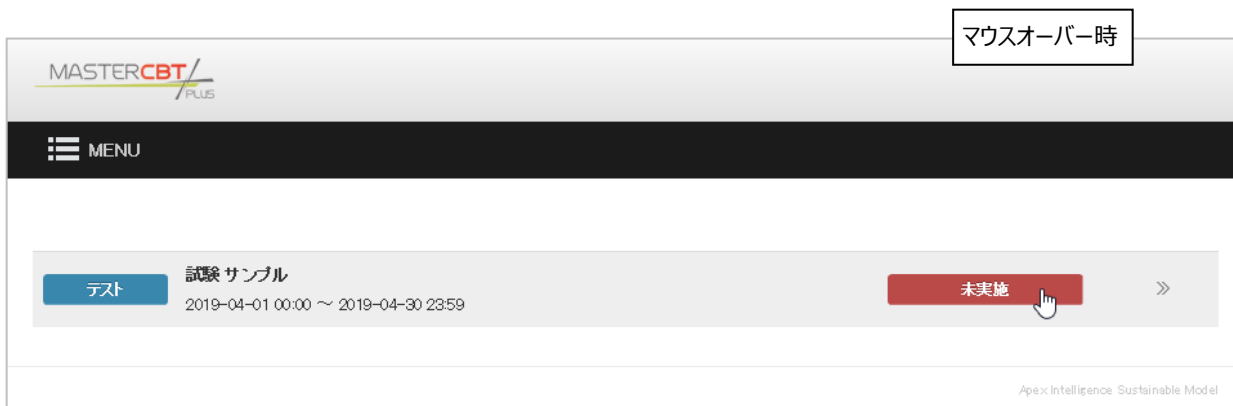 マウスオーバー時
MASTERCBT
PLUS
MENU
テスト
試験 サンプル
2019-04-01 00:00 ～ 2019-04-30 23:59
未実施
»
Apex Intelligence Sustainable Model